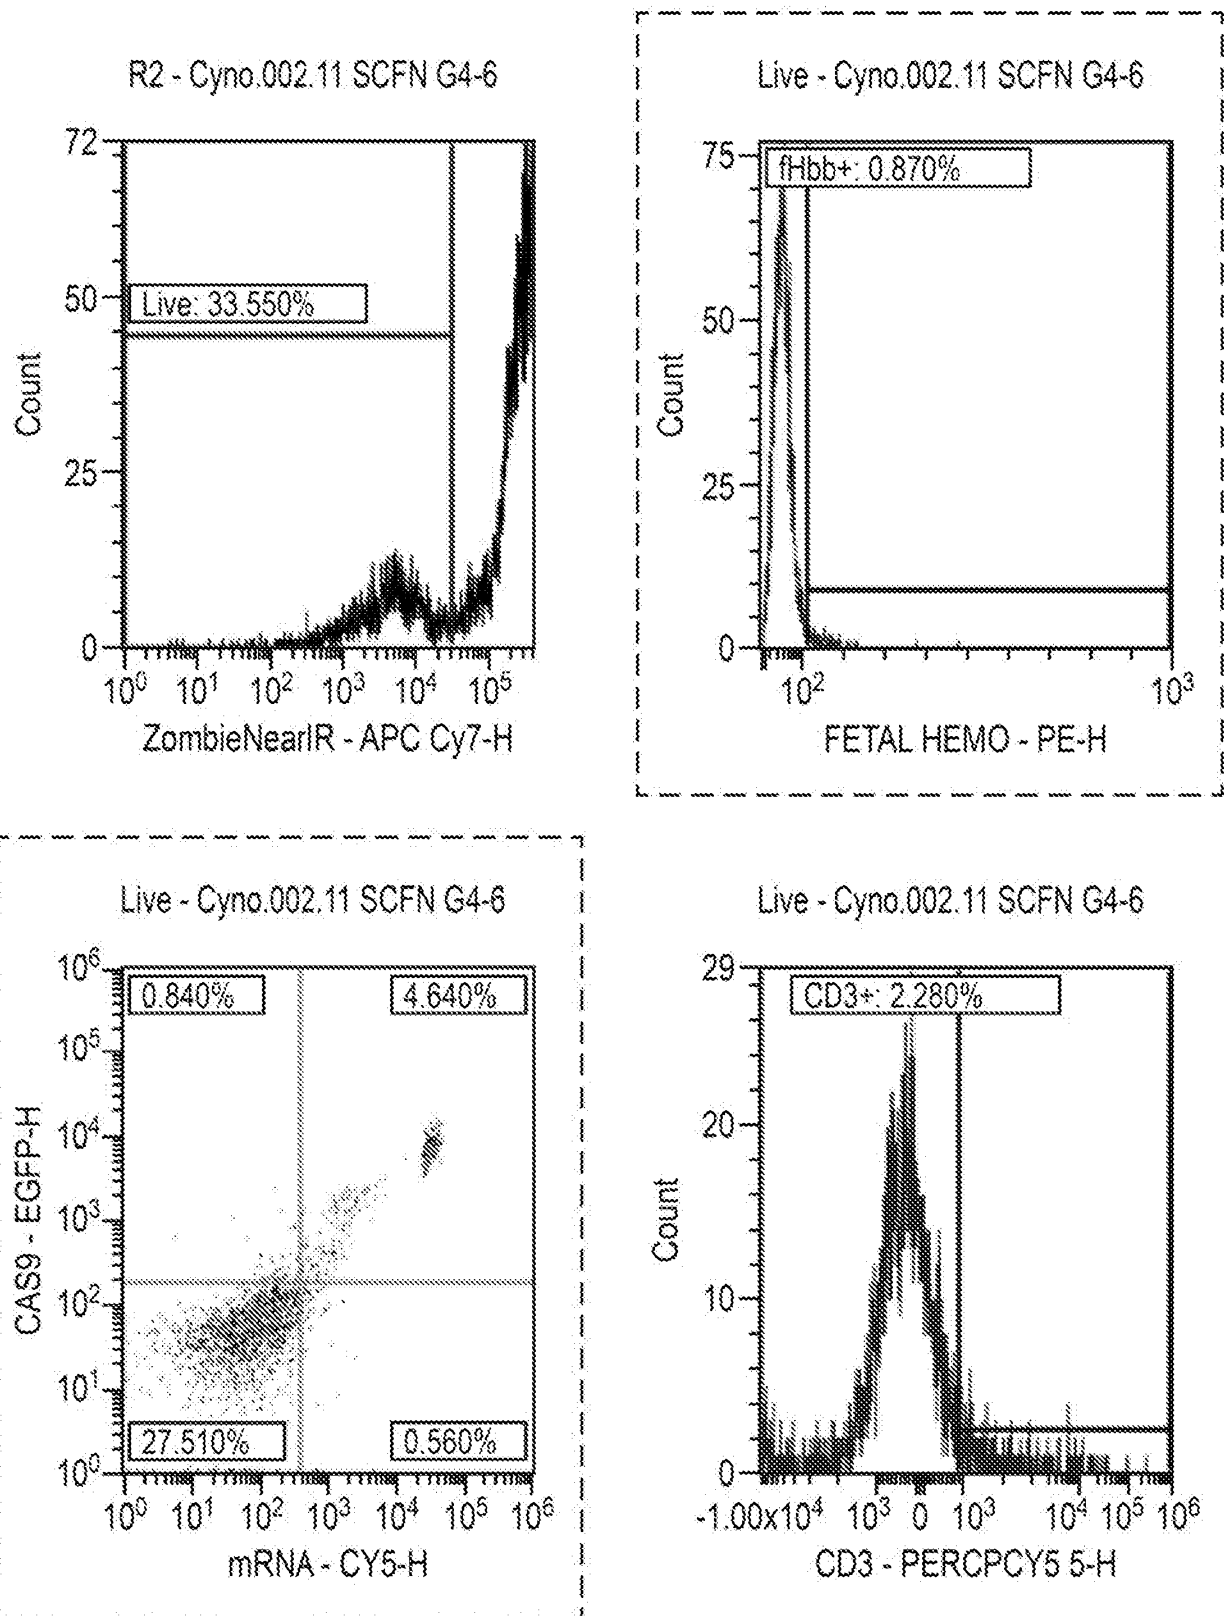 R2 - Cyno.002.11 SCFN G4-6
72
50
25
0
Count
Live: 33.550%
10⁰ 10¹ 10² 10³ 10⁴ 10⁵
ZombieNearIR - APC Cy7-H
Live - Cyno.002.11 SCFN G4-6
75
50
25
0
Count
fHbb+: 0.870%
10² 10³
FETAL HEMO - PE-H
Live - Cyno.002.11 SCFN G4-6
10⁶
10⁵
10⁴
10³
10²
10¹
10⁰
CAS9 - EGFP-H
0.840% 4.640%
27.510% 0.560%
10⁰ 10¹ 10² 10³ 10⁴ 10⁵ 10⁶
mRNA - CY5-H
Live - Cyno.002.11 SCFN G4-6
29
20
10
0
Count
CD3+: 2.280%
-1.00x10⁴ 10³ 0 10³ 10⁴ 10⁵ 10⁶
CD3 - PERCPCY5 5-H